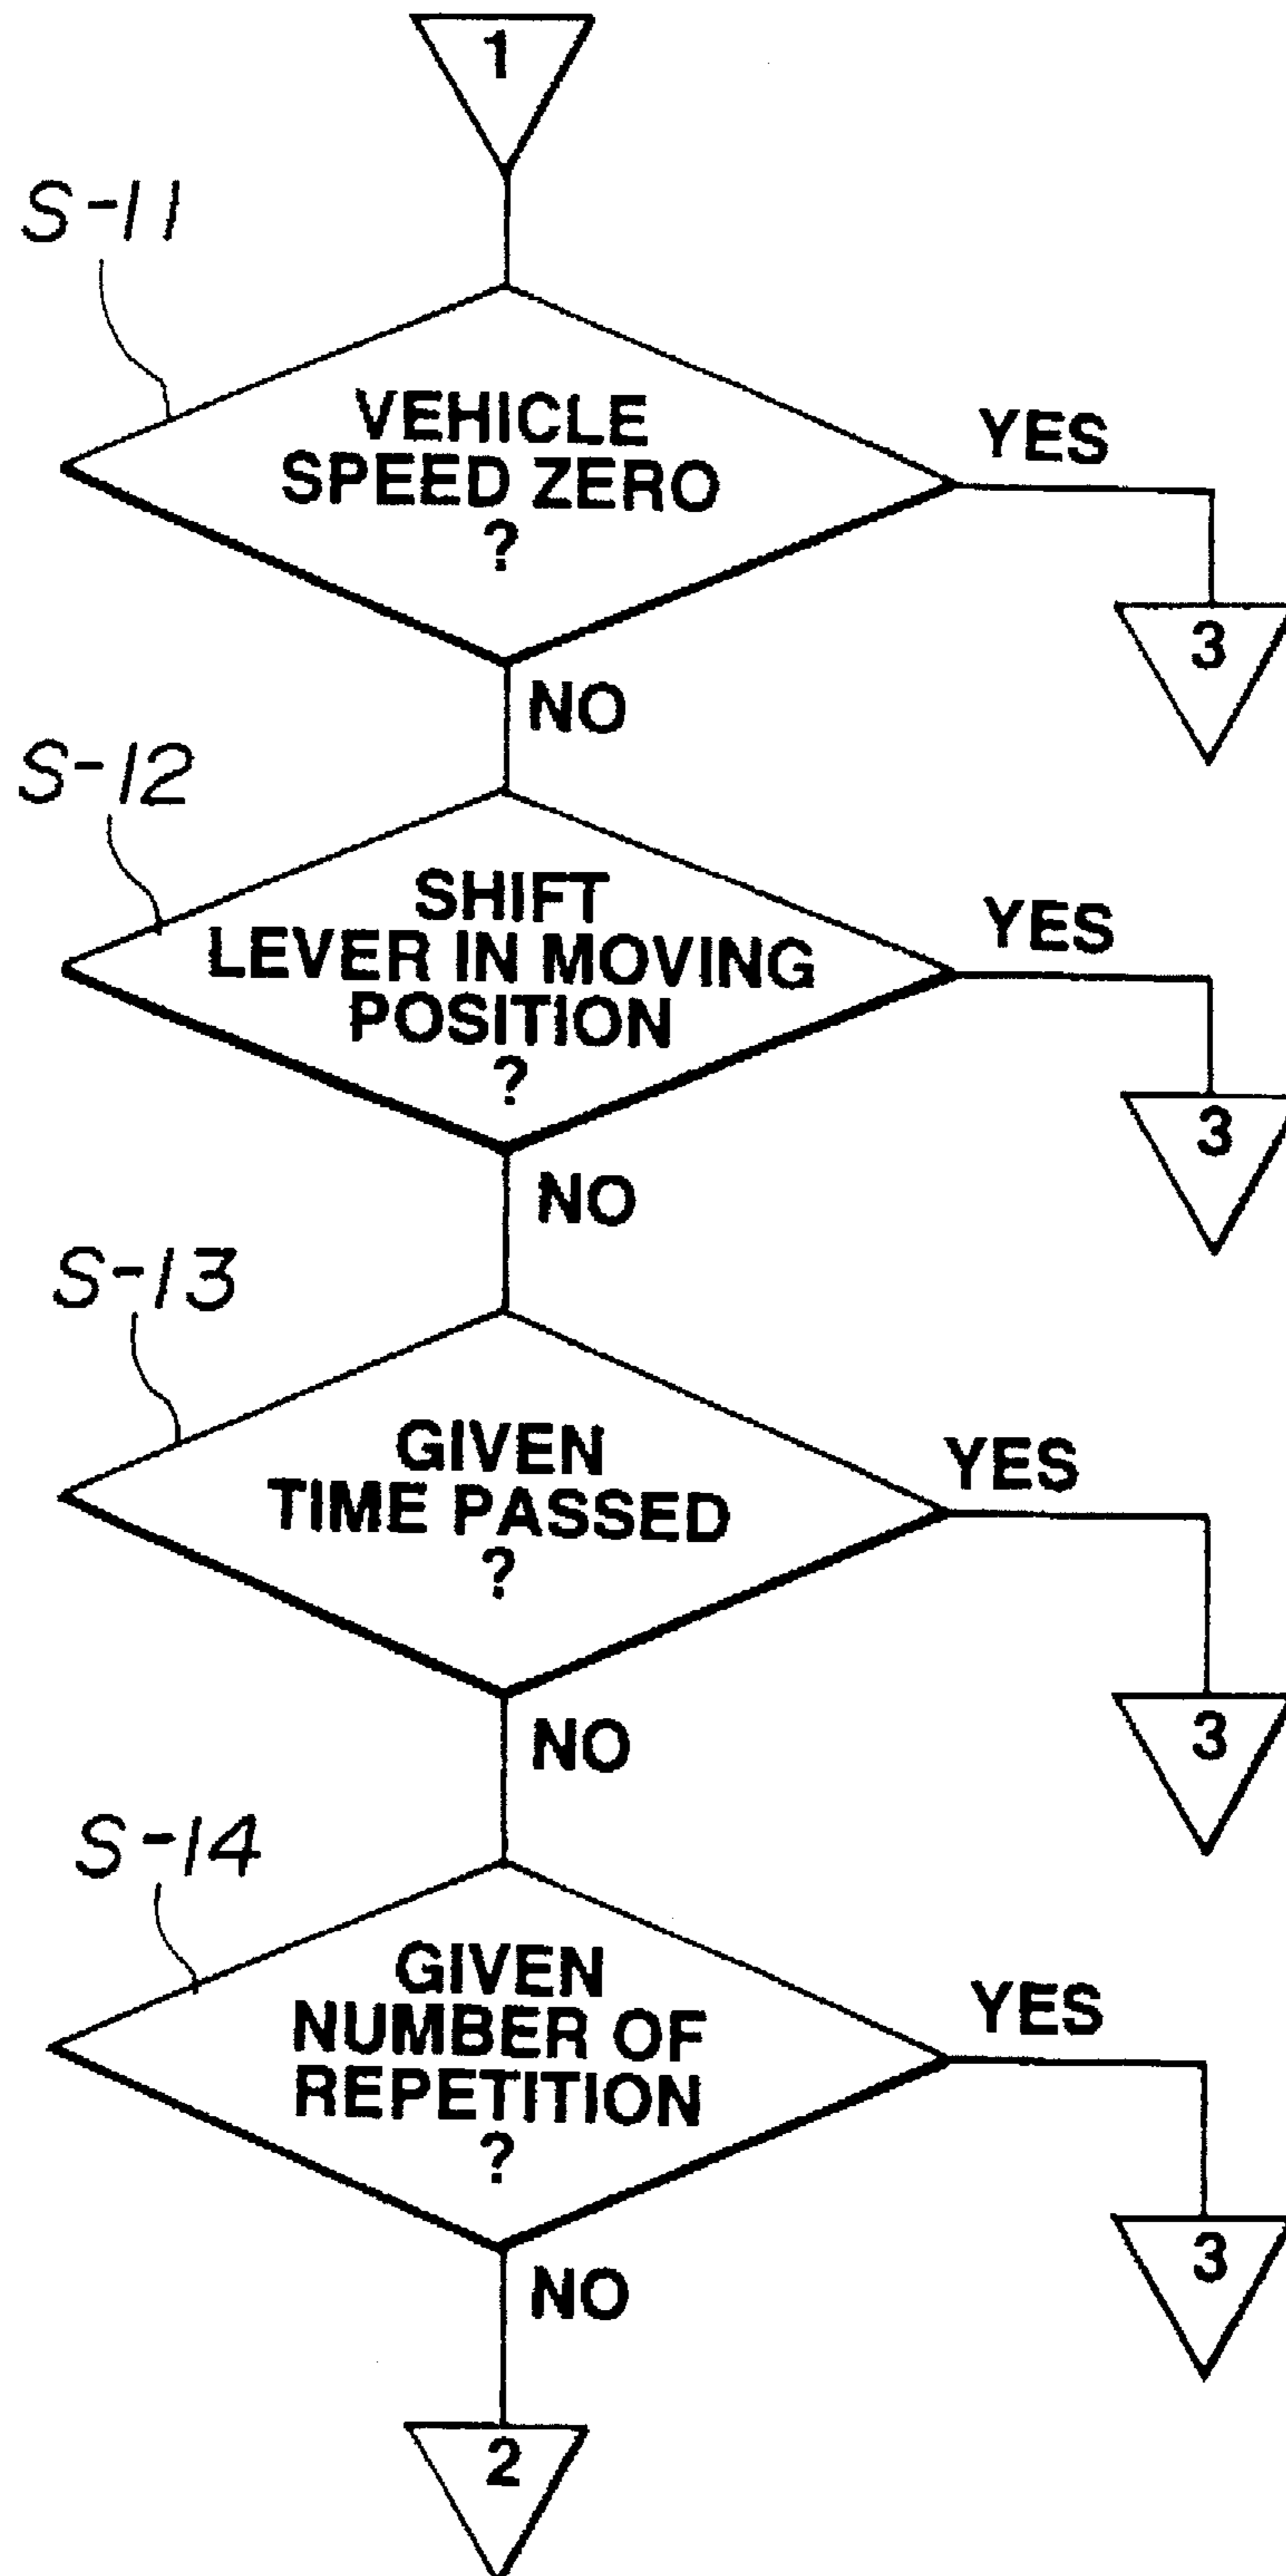 1
S-11
VEHICLE
SPEED ZERO
?
YES
3
NO
S-12
SHIFT
LEVER IN MOVING
POSITION
?
YES
3
NO
S-13
GIVEN
TIME PASSED
?
YES
3
NO
S-14
GIVEN
NUMBER OF
REPETITION
?
YES
3
NO
2